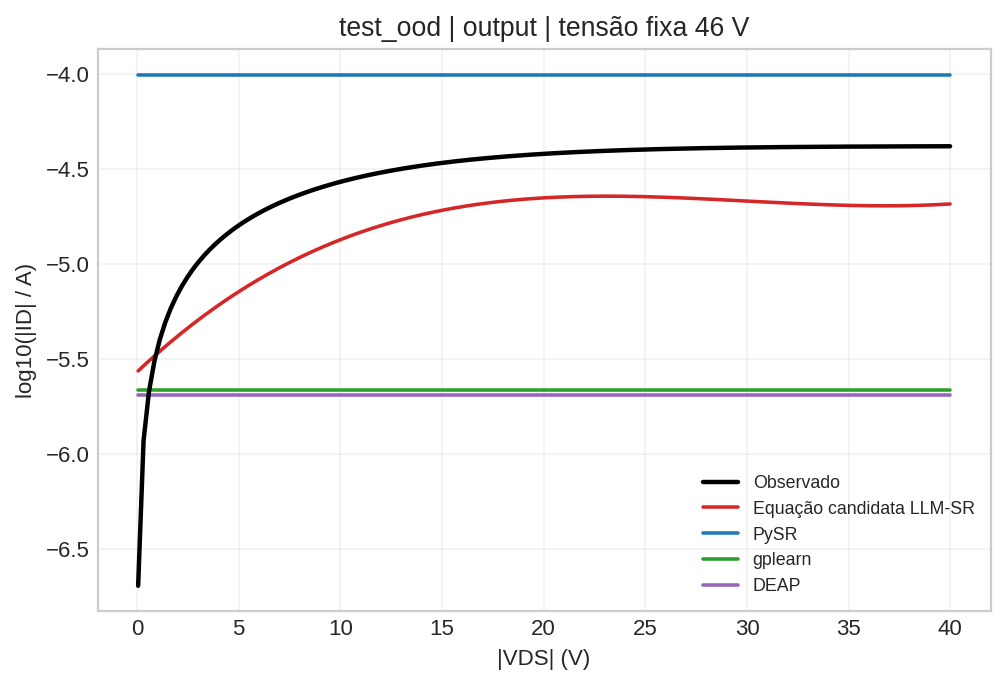 test_ood | output | tensão fixa 46 V
log10(|ID| / A)
−4.0
−4.5
−5.0
−5.5
−6.0
−6.5
Observado
Equação candidata LLM-SR
PySR
gplearn
DEAP
0 5 10 15 20 25 30 35 40
|VDS| (V)